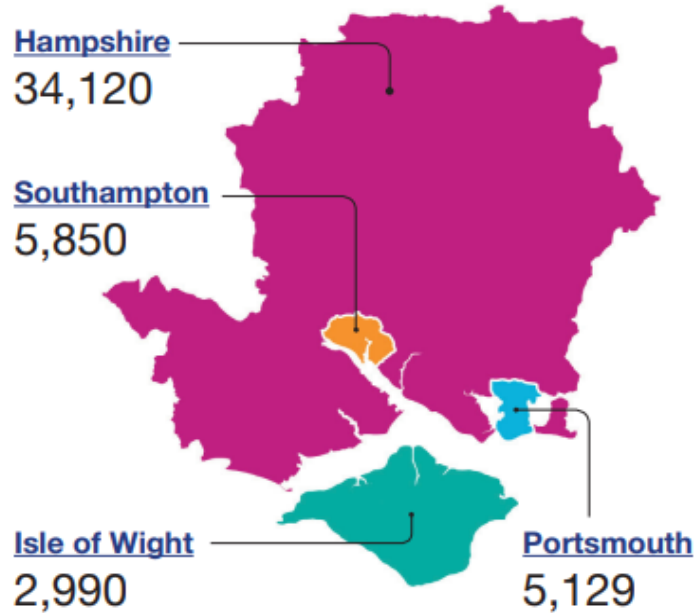 Hampshire
34,120
Southampton
5,850
Isle of Wight
2,990
Portsmouth
5,129